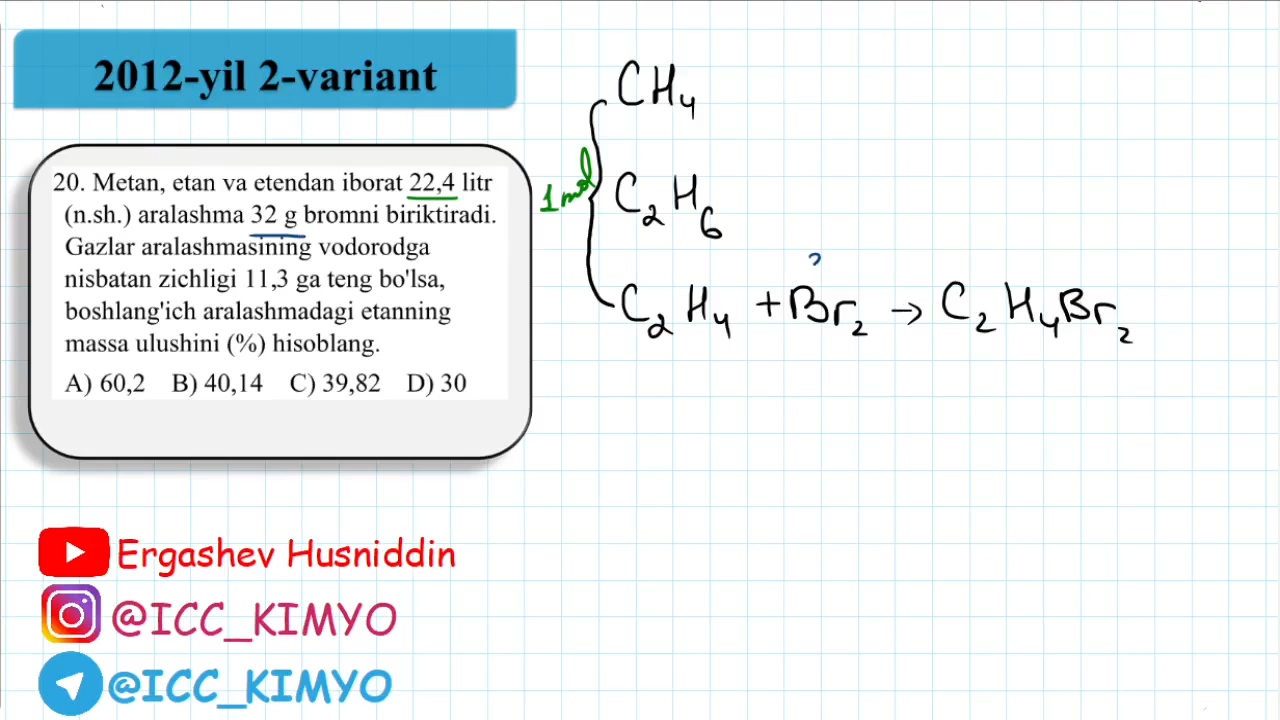 2012-yil 2-variant
20. Metan, etan va etendan iborat 22,4 litr
(n.sh.) aralashma 32 g bromni biriktiradi.
Gazlar aralashmasining vodorodga
nisbatan zichligi 11,3 ga teng bo'lsa,
boshlang'ich aralashmadagi etanning
massa ulushini (%) hisoblang.
A) 60,2 B) 40,14 C) 39,82 D) 30
CH₄
1 mol
C₂H₆
C₂H₄ + Br₂ → C₂H₄Br₂
Ergashev Husniddin
@ICC_KIMYO
@ICC_KIMYO